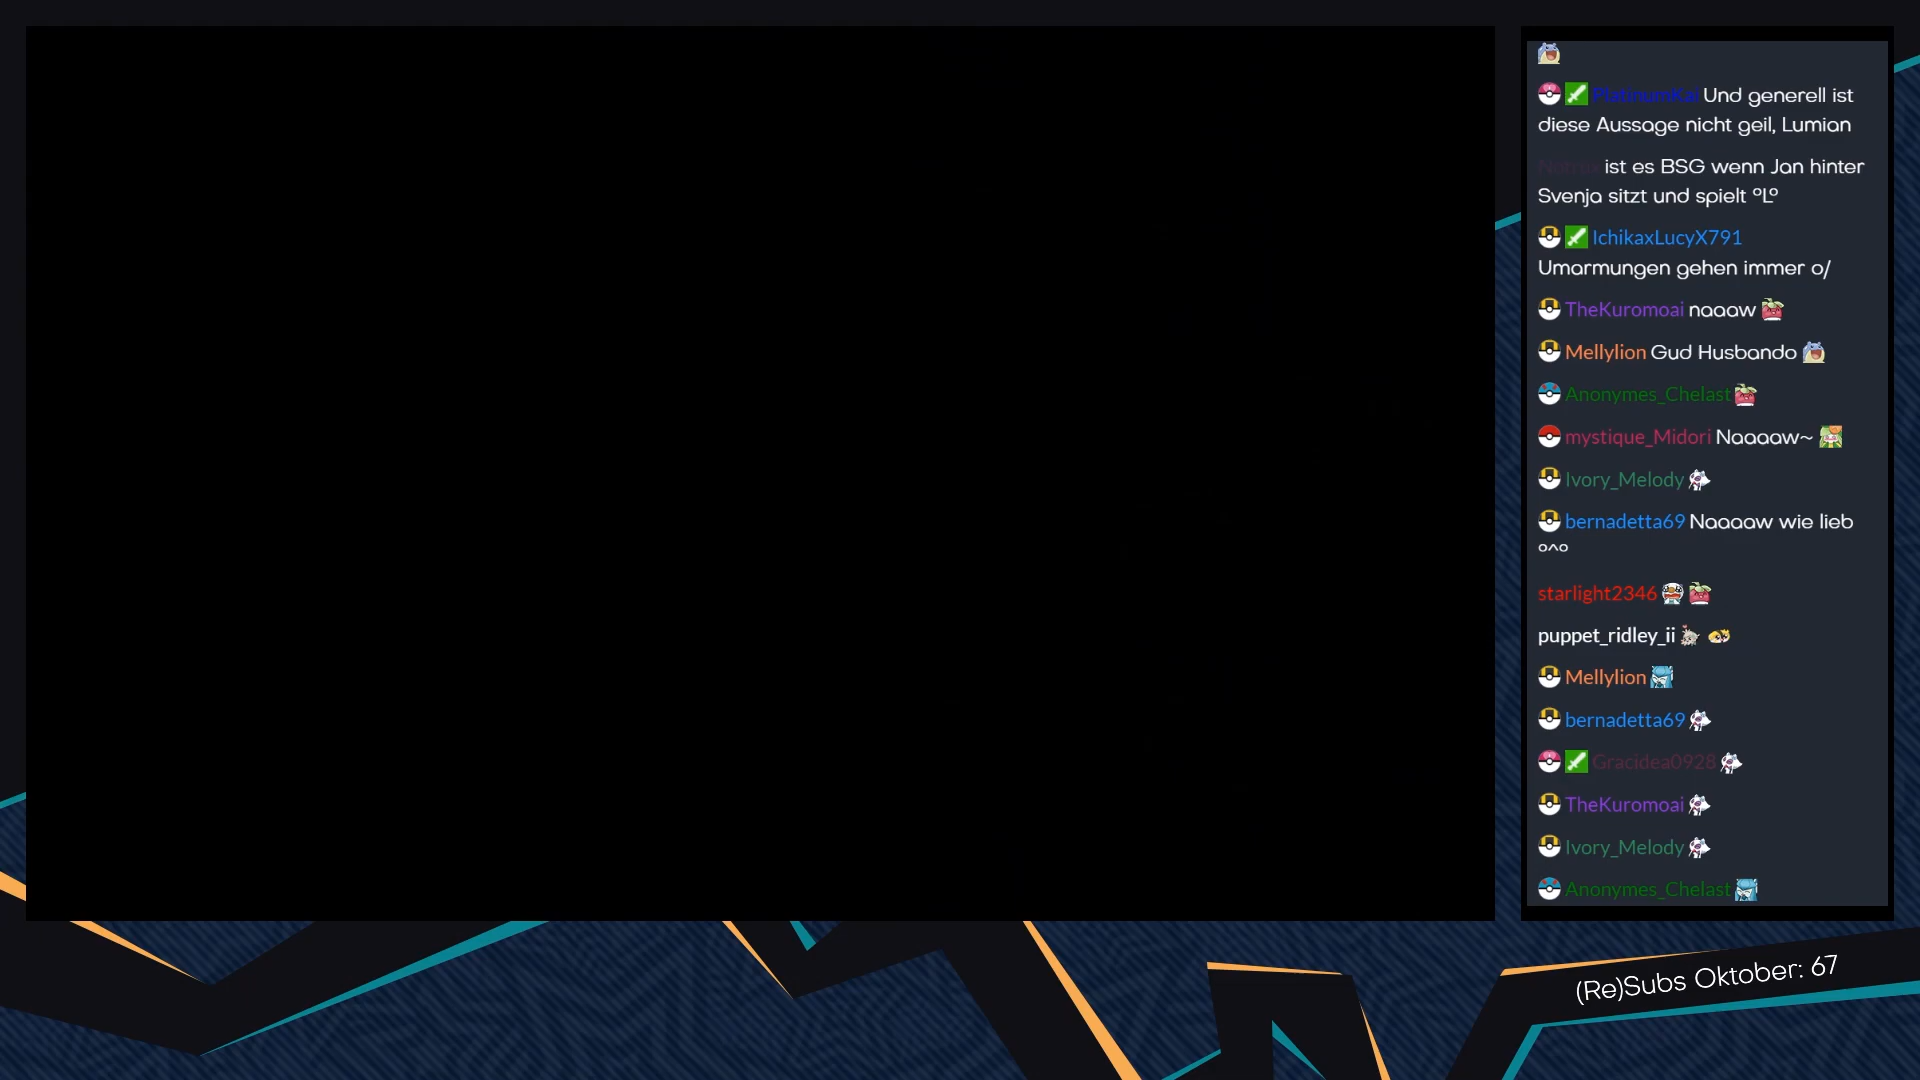 PlatinumKai Und generell ist
diese Aussage nicht geil, Lumian
ist es BSG wenn Jan hinter
Svenja sitzt und spielt °L°
IchikaxLucyX791
Umarmungen gehen immer o/
TheKuromoai naaaw
Mellylion Gud Husbando
Anonymes_Chelast
mystique_Midori Naaaaw~
Ivory_Melody
bernadetta69 Naaaaw wie lieb
o^o
starlight2346
puppet_ridley_ii
Mellylion
bernadetta69
Gracidea0928
TheKuromoai
Ivory_Melody
Anonymes_Chelast
(Re)Subs Oktober: 67